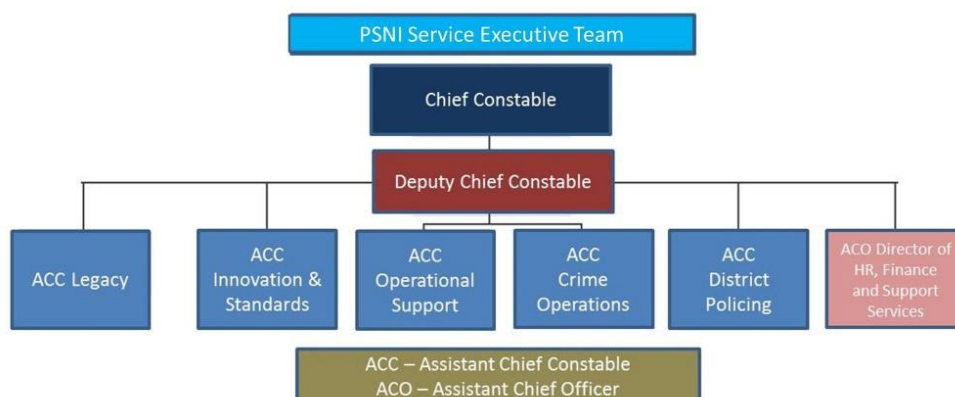 PSNI Service Executive Team
Chief Constable
Deputy Chief Constable
ACC Legacy
ACC
Innovation &
Standards
ACC
Operational
Support
ACC
Crime
Operations
ACC
District
Policing
ACO Director of
HR, Finance
and Support
Services
ACC – Assistant Chief Constable
ACO – Assistant Chief Officer